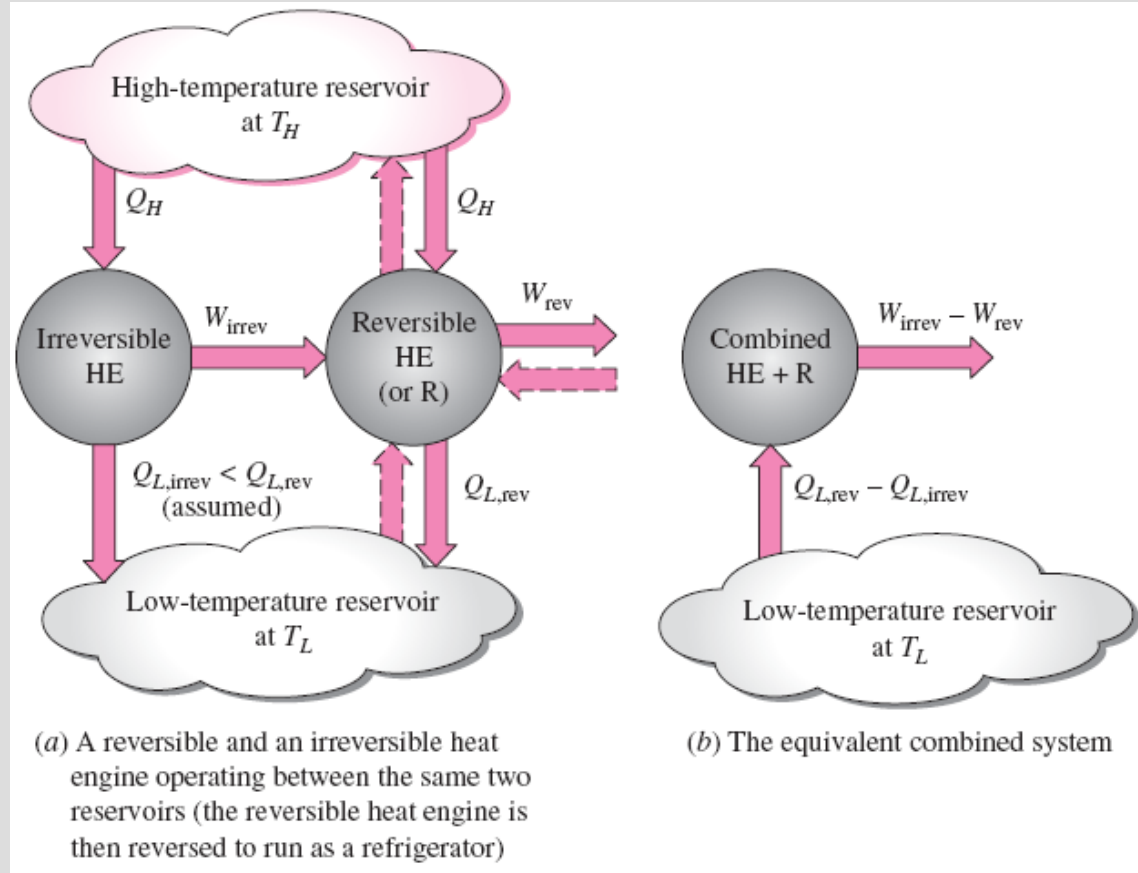 High-temperature reservoir
at T_H
Q_H
Q_H
Irreversible
HE
W_irrev
Reversible
HE
(or R)
W_rev
Q_L,irrev < Q_L,rev
(assumed)
Q_L,rev
Low-temperature reservoir
at T_L
(a) A reversible and an irreversible heat
engine operating between the same two
reservoirs (the reversible heat engine is
then reversed to run as a refrigerator)
Combined
HE + R
W_irrev – W_rev
Q_L,rev – Q_L,irrev
Low-temperature reservoir
at T_L
(b) The equivalent combined system